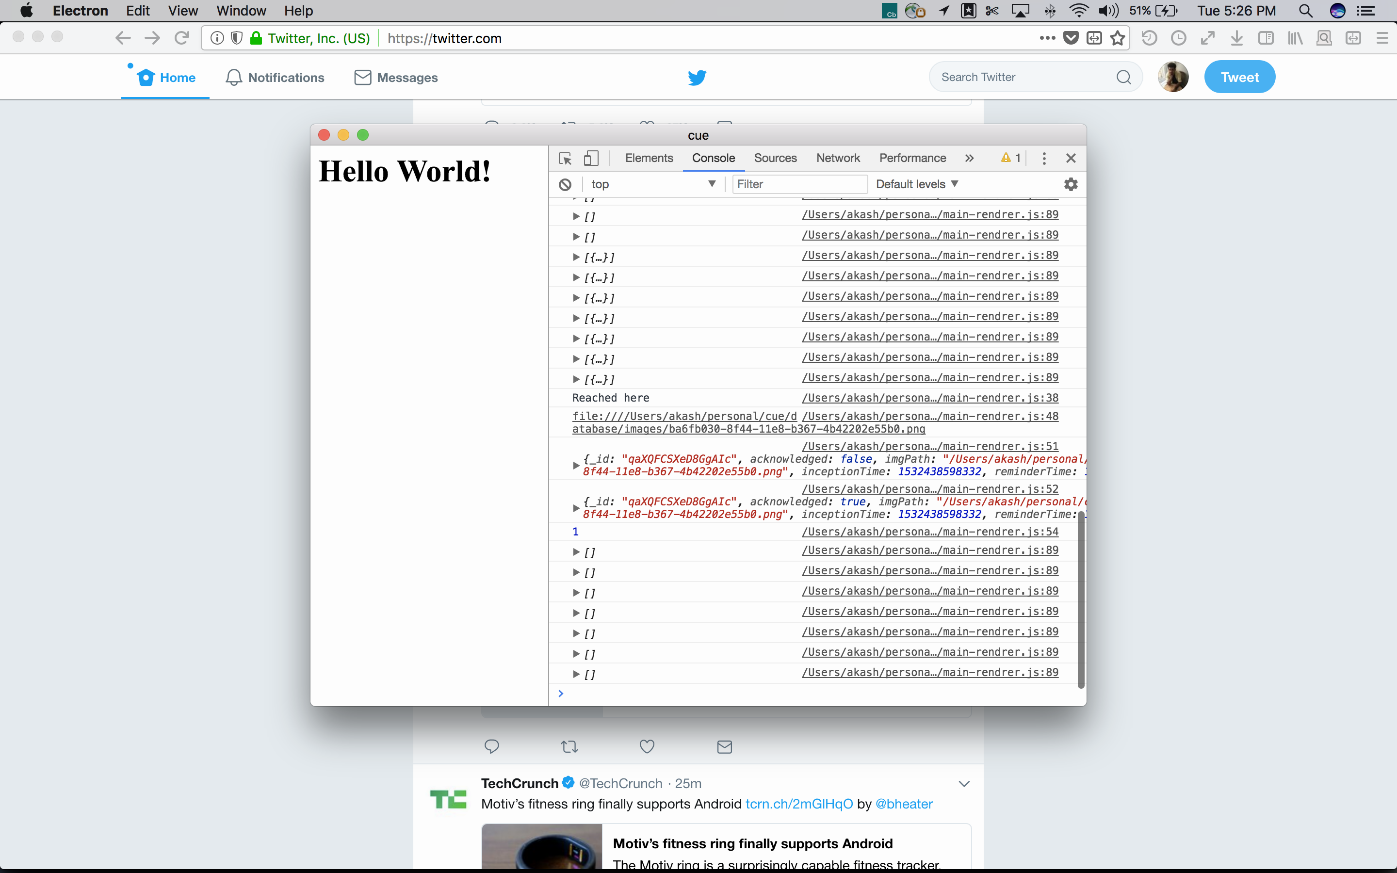 Electron Edit View Window Help 51% Tue 5:26 PM
Twitter, Inc. (US) https://twitter.com
Home Notifications Messages Search Twitter Tweet
cue
Hello World!
Elements Console Sources Network Performance » 1
top Filter Default levels
[] /Users/akash/persona…/main-rendrer.js:89
[] /Users/akash/persona…/main-rendrer.js:89
[{…}] /Users/akash/persona…/main-rendrer.js:89
[{…}] /Users/akash/persona…/main-rendrer.js:89
[{…}] /Users/akash/persona…/main-rendrer.js:89
[{…}] /Users/akash/persona…/main-rendrer.js:89
[{…}] /Users/akash/persona…/main-rendrer.js:89
[{…}] /Users/akash/persona…/main-rendrer.js:89
[{…}] /Users/akash/persona…/main-rendrer.js:89
Reached here /Users/akash/persona…/main-rendrer.js:38
file:////Users/akash/personal/cue/d /Users/akash/persona…/main-rendrer.js:48
atabase/images/ba6fb030-8f44-11e8-b367-4b42202e55b0.png
/Users/akash/persona…/main-rendrer.js:51
{_id: "qaXQFCSXeD8GgAIc", acknowledged: false, imgPath: "/Users/akash/personal/
8f44-11e8-b367-4b42202e55b0.png", inceptionTime: 1532438598332, reminderTime:
/Users/akash/persona…/main-rendrer.js:52
{_id: "qaXQFCSXeD8GgAIc", acknowledged: true, imgPath: "/Users/akash/personal/
8f44-11e8-b367-4b42202e55b0.png", inceptionTime: 1532438598332, reminderTime:
1 /Users/akash/persona…/main-rendrer.js:54
[] /Users/akash/persona…/main-rendrer.js:89
[] /Users/akash/persona…/main-rendrer.js:89
[] /Users/akash/persona…/main-rendrer.js:89
[] /Users/akash/persona…/main-rendrer.js:89
[] /Users/akash/persona…/main-rendrer.js:89
[] /Users/akash/persona…/main-rendrer.js:89
[] /Users/akash/persona…/main-rendrer.js:89
TechCrunch @TechCrunch · 25m
TC
Motiv's fitness ring finally supports Android tcrn.ch/2mGlHqO by @bheater
Motiv's fitness ring finally supports Android
The Motiv ring is a surprisingly capable fitness tracker,